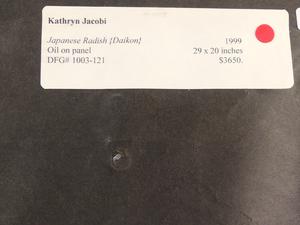 Kathryn Jacobi
Japanese Radish {Daikon} 1999
Oil on panel 29 x 20 inches
DFG# 1003-121 $3650.